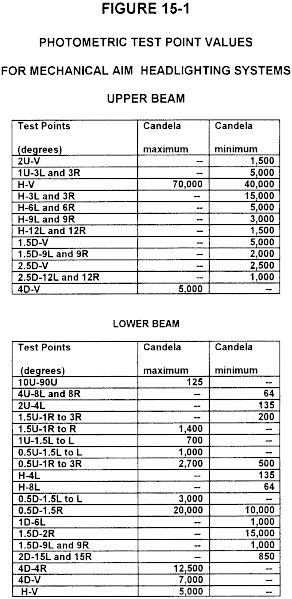 FIGURE 15-1
PHOTOMETRIC TEST POINT VALUES
FOR MECHANICAL AIM HEADLIGHTING SYSTEMS
UPPER BEAM
Test Points Candela Candela
(degrees) maximum minimum
2U-V -- 1,500
1U-3L and 3R -- 5,000
H-V 70,000 40,000
H-3L and 3R -- 15,000
H-6L and 6R -- 5,000
H-9L and 9R -- 3,000
H-12L and 12R -- 1,500
1.5D-V -- 5,000
1.5D-9L and 9R -- 2,000
2.5D-V -- 2,500
2.5D-12L and 12R -- 1,000
4D-V 5,000 --
LOWER BEAM
Test Points Candela Candela
(degrees) maximum minimum
10U-90U 125 --
4U-8L and 8R -- 64
2U-4L -- 135
1.5U-1R to 3R -- 200
1.5U-1R to R 1,400 --
1U-1.5L to L 700 --
0.5U-1.5L to L 1,000 --
0.5U-1R to 3R 2,700 500
H-4L -- 135
H-8L -- 64
0.5D-1.5L to L 3,000 --
0.5D-1.5R 20,000 10,000
1D-6L -- 1,000
1.5D-2R -- 15,000
1.5D-9L and 9R -- 1,000
2D-15L and 15R -- 850
4D-4R 12,500 --
4D-V 7,000 --
H-V 5,000 --